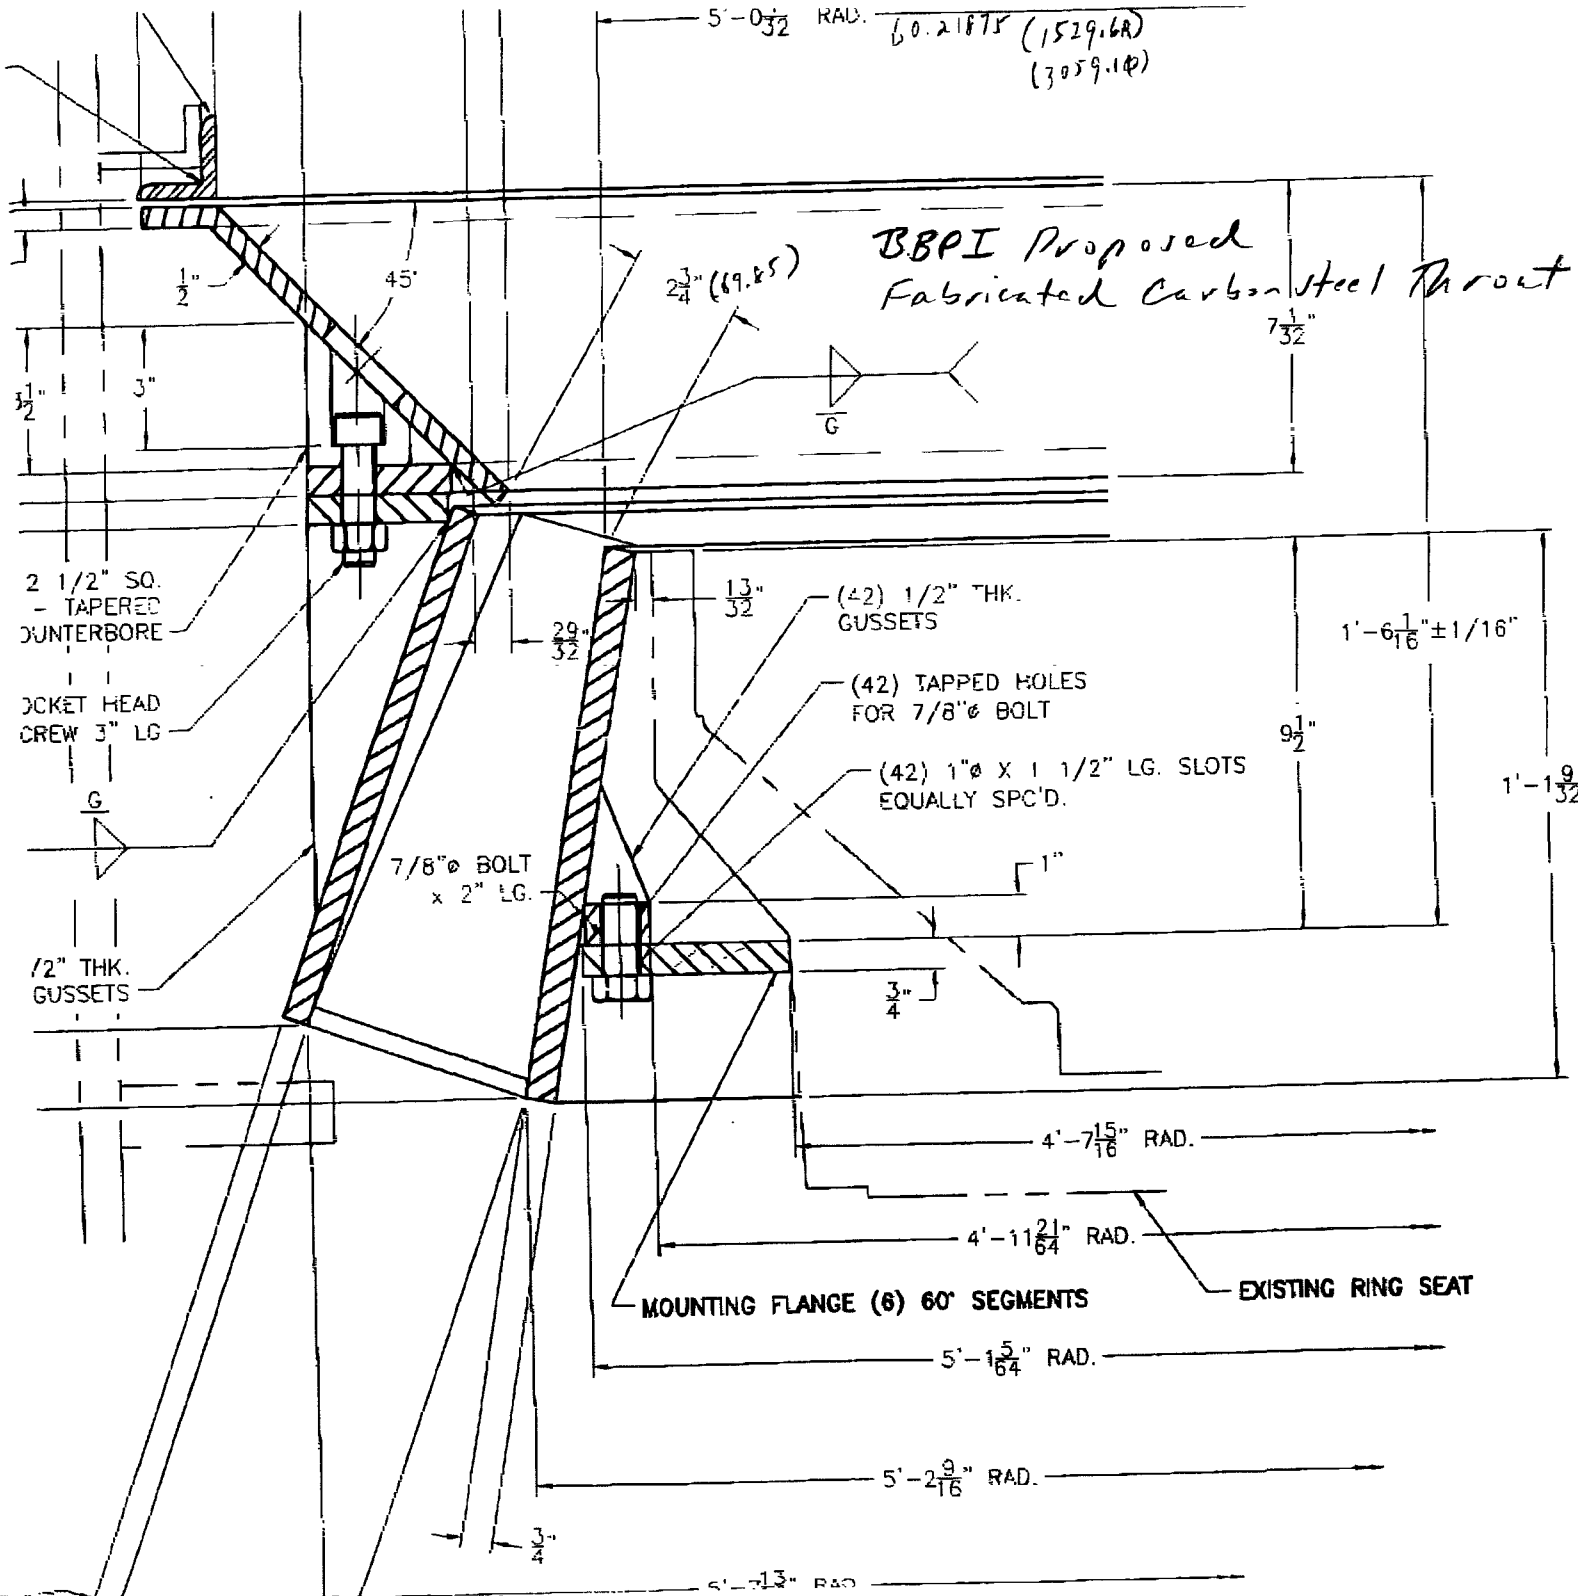 RAD. 60.21875 (1529.6R)
(3059.1ϕ)
BBPI Proposed
Fabricated Carbon steel Throat
1/2"
45°
2 3/4" (69.85)
7 1/32"
3"
G
2 1/2" SQ.
- TAPERED
OUNTERBORE
OCKET HEAD
CREW 3" LG
G
29/32"
13/32"
(42) 1/2" THK.
GUSSETS
1'-6 1/16" ± 1/16"
(42) TAPPED HOLES
FOR 7/8"ø BOLT
9 1/2"
(42) 1"ø X 1 1/2" LG. SLOTS
EQUALLY SPC'D.
1'-1 9/32
7/8"ø BOLT
x 2" LG.
1"
/2" THK.
GUSSETS
3/4"
4'-7 15/16" RAD.
4'-11 21/64" RAD.
MOUNTING FLANGE (6) 60° SEGMENTS
EXISTING RING SEAT
5'-1 5/64" RAD.
5'-2 9/16" RAD.
3/4"